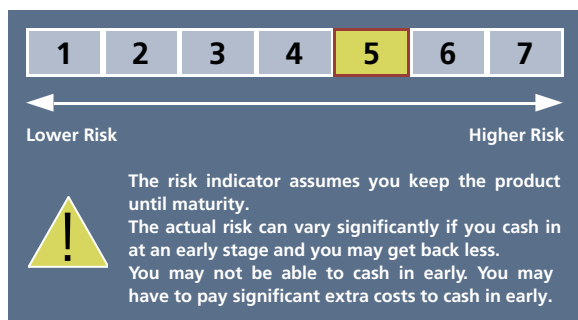 1 2 3 4 5 6 7
Lower Risk Higher Risk
The risk indicator assumes you keep the product
until maturity.
The actual risk can vary significantly if you cash in
at an early stage and you may get back less.
You may not be able to cash in early. You may
have to pay significant extra costs to cash in early.
!